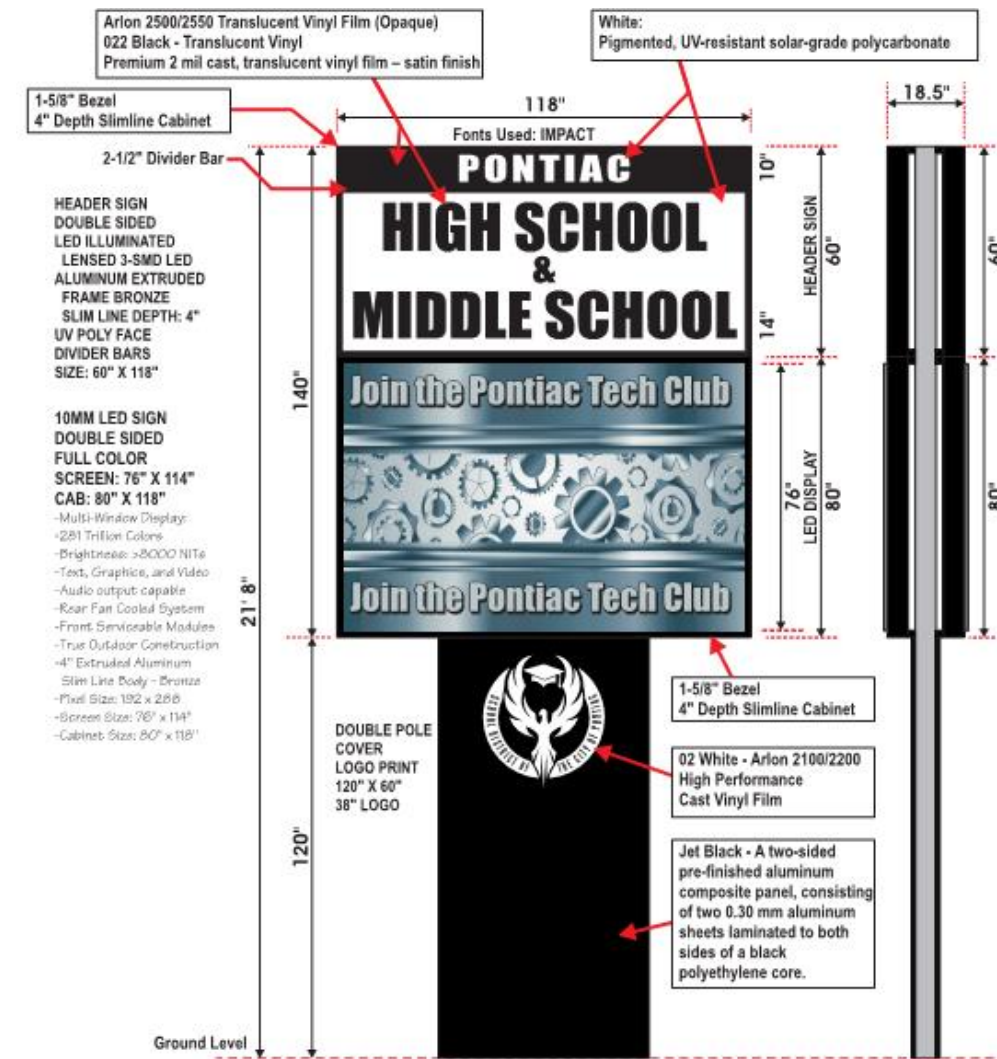 Arlon 2500/2550 Translucent Vinyl Film (Opaque)
022 Black - Translucent Vinyl
Premium 2 mil cast, translucent vinyl film – satin finish
White:
Pigmented, UV-resistant solar-grade polycarbonate
1-5/8" Bezel
4" Depth Slimline Cabinet
118"
18.5"
Fonts Used: IMPACT
2-1/2" Divider Bar
PONTIAC
HIGH SCHOOL
&
MIDDLE SCHOOL
10"
14"
HEADER SIGN
60"
60"
HEADER SIGN
DOUBLE SIDED
LED ILLUMINATED
LENSED 3-SMD LED
ALUMINUM EXTRUDED
FRAME BRONZE
SLIM LINE DEPTH: 4"
UV POLY FACE
DIVIDER BARS
SIZE: 60" X 118"
140"
Join the Pontiac Tech Club
Join the Pontiac Tech Club
76"
LED DISPLAY
80"
80"
10MM LED SIGN
DOUBLE SIDED
FULL COLOR
SCREEN: 76" X 114"
CAB: 80" X 118"
-Multi-Window Display:
-281 Trillion Colors
-Brightness: >8000 NITs
-Text, Graphics, and Video
-Audio output capable
-Rear Fan Cooled System
-Front Serviceable Modules
-True Outdoor Construction
-4" Extruded Aluminum
Slim Line Body - Bronze
-Pixel Size: 192 x 288
-Screen Size: 76" x 114"
-Cabinet Size: 80" x 118"
21' 8"
SCHOOL DISTRICT OF THE CITY OF PONTIAC
DOUBLE POLE
COVER
LOGO PRINT
120" X 60"
38" LOGO
120"
1-5/8" Bezel
4" Depth Slimline Cabinet
02 White - Arlon 2100/2200
High Performance
Cast Vinyl Film
Jet Black - A two-sided
pre-finished aluminum
composite panel, consisting
of two 0.30 mm aluminum
sheets laminated to both
sides of a black
polyethylene core.
Ground Level